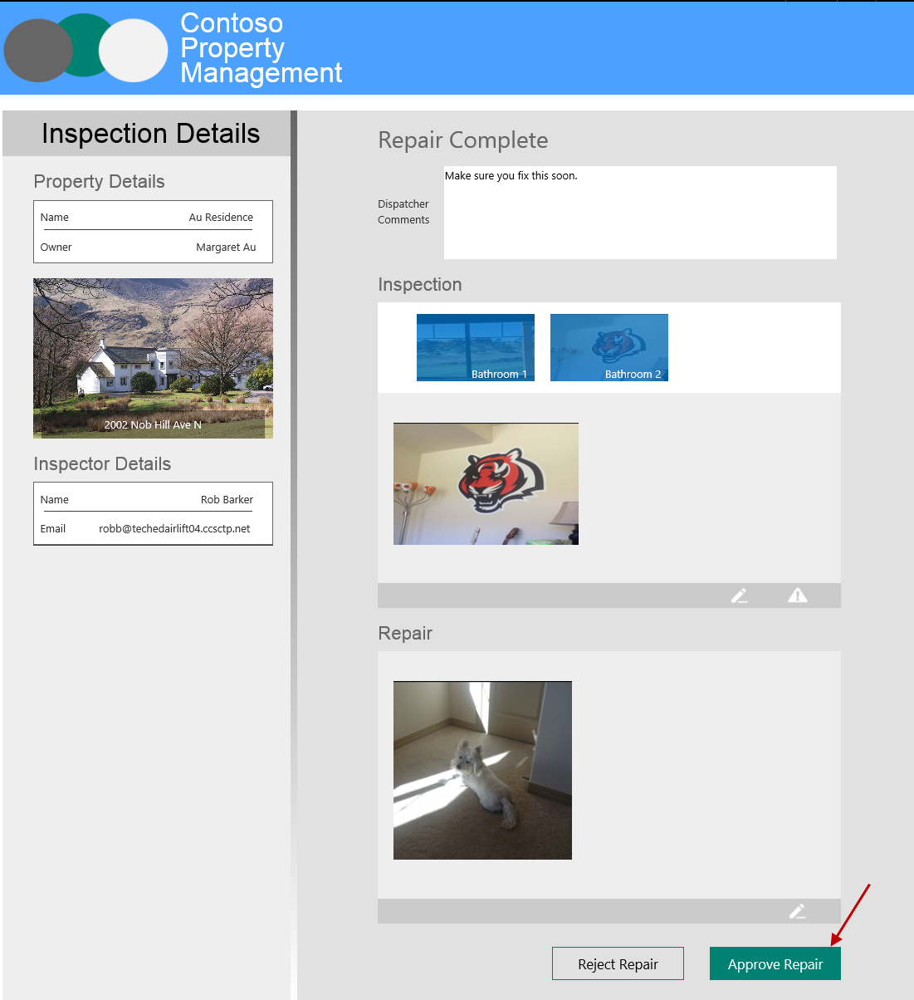 Contoso
Property
Management
Inspection Details
Property Details
Name Au Residence
Owner Margaret Au
2002 Nob Hill Ave N
Inspector Details
Name Rob Barker
Email robb@techedairlift04.ccsctp.net
Repair Complete
Dispatcher
Comments
Make sure you fix this soon.
Inspection
Bathroom 1
Bathroom 2
Repair
Reject Repair
Approve Repair